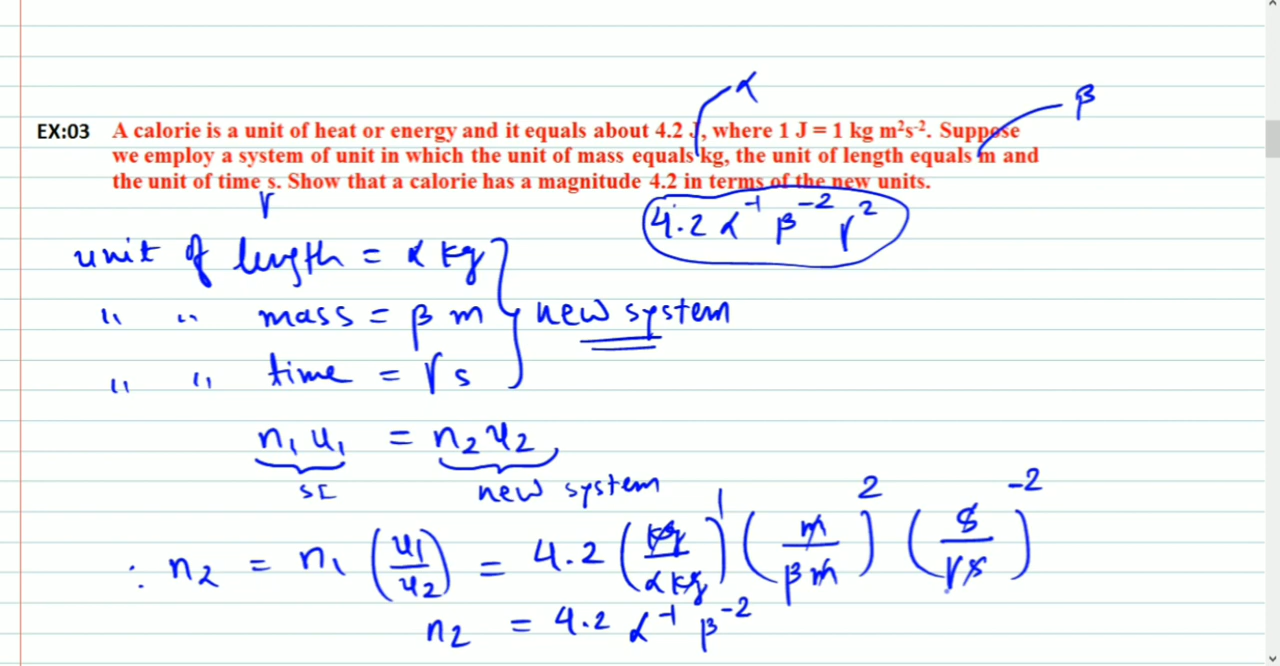 α
β
EX:03 A calorie is a unit of heat or energy and it equals about 4.2 J, where 1 J = 1 kg m²s⁻². Suppose
we employ a system of unit in which the unit of mass equals kg, the unit of length equals m and
the unit of time s. Show that a calorie has a magnitude 4.2 in terms of the new units.
γ
4.2 α⁻¹ β⁻² γ²
unit of length = α kg
" " mass = β m } new system
" " time = γ s
n₁ u₁ = n₂ u₂
SI new system
∴ n₂ = n₁ (u₁/u₂) = 4.2 (kg/α kg)¹ (m/β m)² (s/γ s)⁻²
n₂ = 4.2 α⁻¹ β⁻²